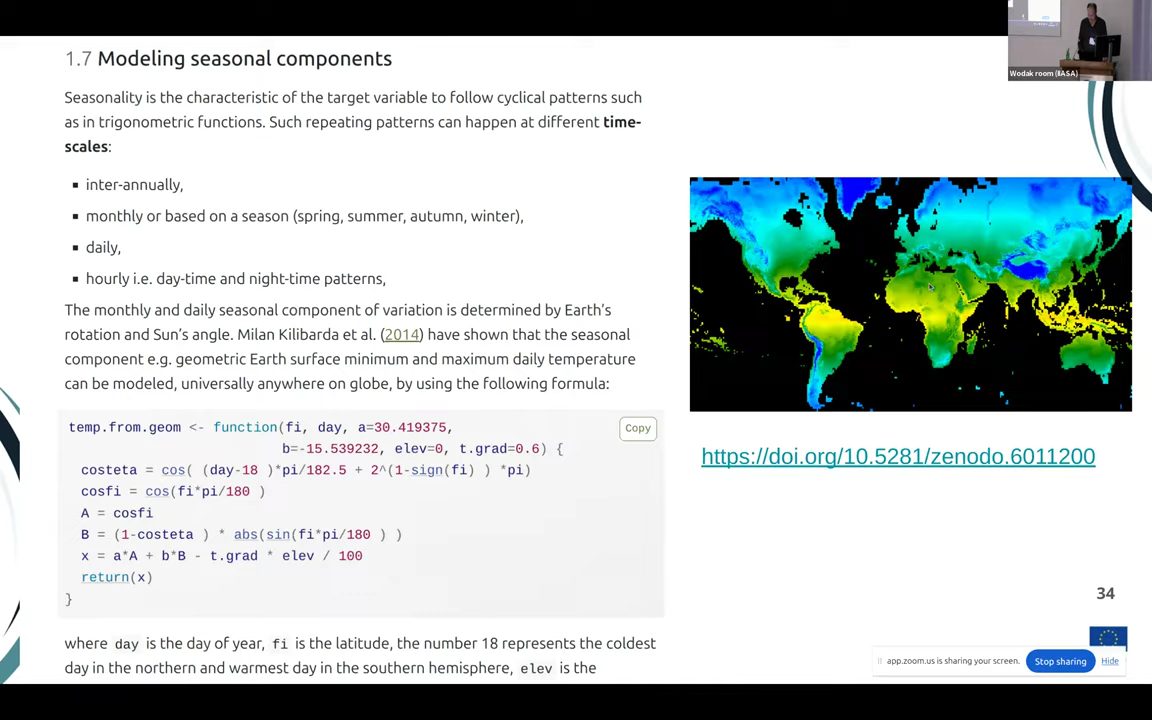 1.7 Modeling seasonal components
Seasonality is the characteristic of the target variable to follow cyclical patterns such
as in trigonometric functions. Such repeating patterns can happen at different time-
scales:
inter-annually,
monthly or based on a season (spring, summer, autumn, winter),
daily,
hourly i.e. day-time and night-time patterns,
The monthly and daily seasonal component of variation is determined by Earth's
rotation and Sun's angle. Milan Kilibarda et al. (2014) have shown that the seasonal
component e.g. geometric Earth surface minimum and maximum daily temperature
can be modeled, universally anywhere on globe, by using the following formula:
Copy
temp.from.geom <- function(fi, day, a=30.419375,
b=-15.539232, elev=0, t.grad=0.6) {
costeta = cos( (day-18 )*pi/182.5 + 2^(1-sign(fi) ) *pi)
cosfi = cos(fi*pi/180 )
A = cosfi
B = (1-costeta ) * abs(sin(fi*pi/180 ) )
x = a*A + b*B - t.grad * elev / 100
return(x)
}
where day is the day of year, fi is the latitude, the number 18 represents the coldest
day in the northern and warmest day in the southern hemisphere, elev is the
Wodak room (IIASA)
https://doi.org/10.5281/zenodo.6011200
34
app.zoom.us is sharing your screen. Stop sharing Hide